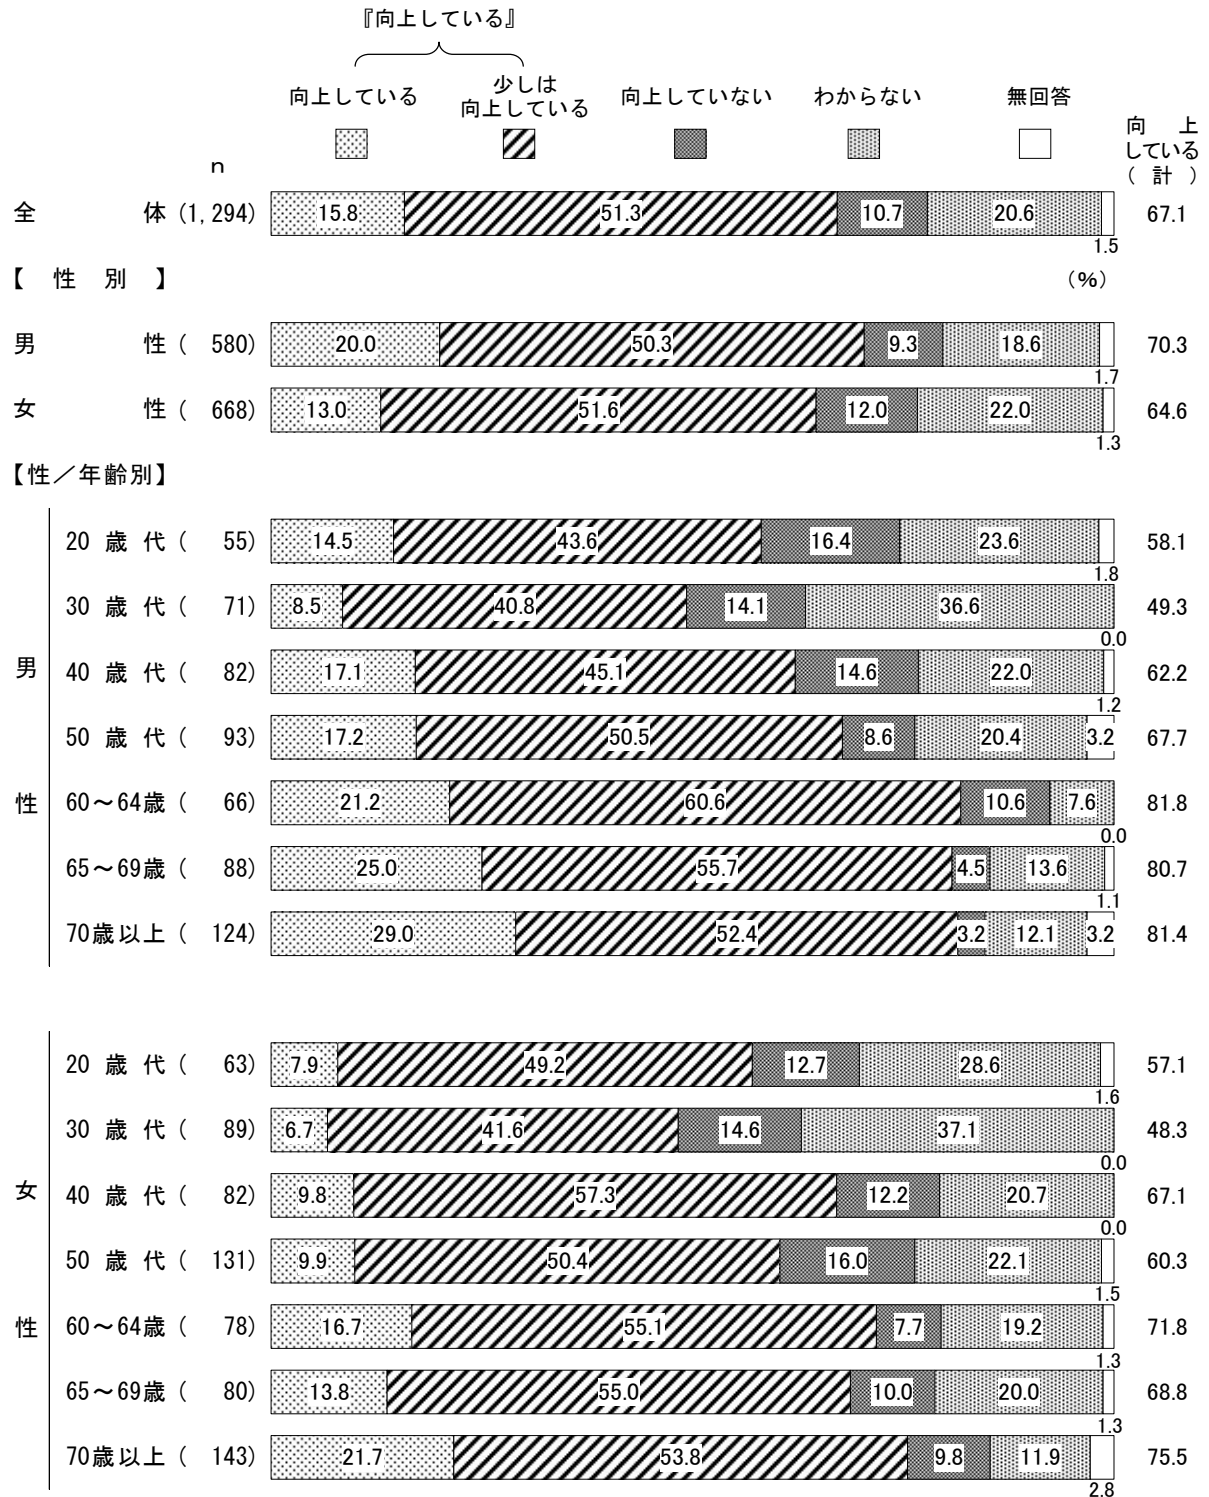 『向上している』
向上している 少しは向上している 向上していない わからない 無回答
向上している(計)
n
全体(1,294) 15.8 51.3 10.7 20.6 1.5 67.1
【性別】 (%)
男性( 580) 20.0 50.3 9.3 18.6 1.7 70.3
女性( 668) 13.0 51.6 12.0 22.0 1.3 64.6
【性/年齢別】
男性
20歳代( 55) 14.5 43.6 16.4 23.6 1.8 58.1
30歳代( 71) 8.5 40.8 14.1 36.6 0.0 49.3
40歳代( 82) 17.1 45.1 14.6 22.0 1.2 62.2
50歳代( 93) 17.2 50.5 8.6 20.4 3.2 67.7
60~64歳( 66) 21.2 60.6 10.6 7.6 0.0 81.8
65~69歳( 88) 25.0 55.7 4.5 13.6 1.1 80.7
70歳以上( 124) 29.0 52.4 3.2 12.1 3.2 81.4
女性
20歳代( 63) 7.9 49.2 12.7 28.6 1.6 57.1
30歳代( 89) 6.7 41.6 14.6 37.1 0.0 48.3
40歳代( 82) 9.8 57.3 12.2 20.7 0.0 67.1
50歳代( 131) 9.9 50.4 16.0 22.1 1.5 60.3
60~64歳( 78) 16.7 55.1 7.7 19.2 1.3 71.8
65~69歳( 80) 13.8 55.0 10.0 20.0 1.3 68.8
70歳以上( 143) 21.7 53.8 9.8 11.9 2.8 75.5